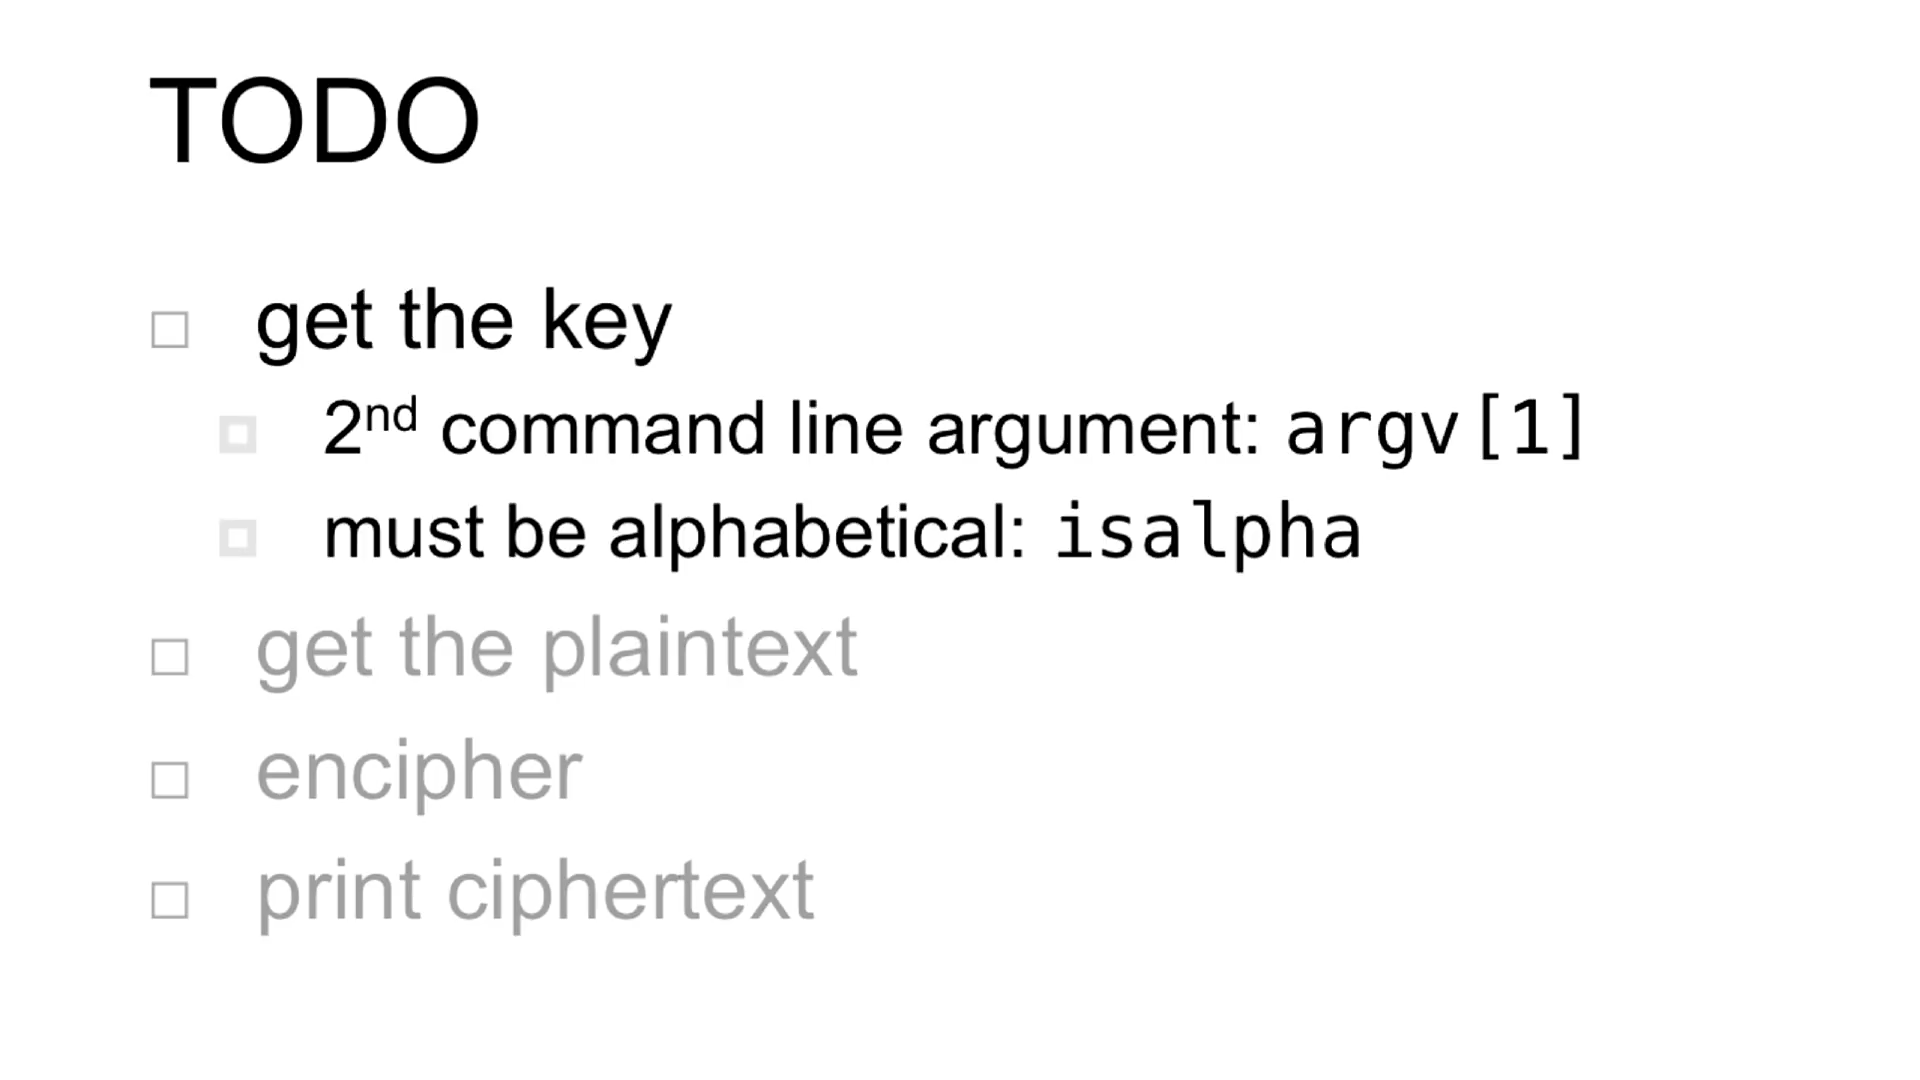 TODO
get the key
2nd command line argument: argv[1]
must be alphabetical: isalpha
get the plaintext
encipher
print ciphertext